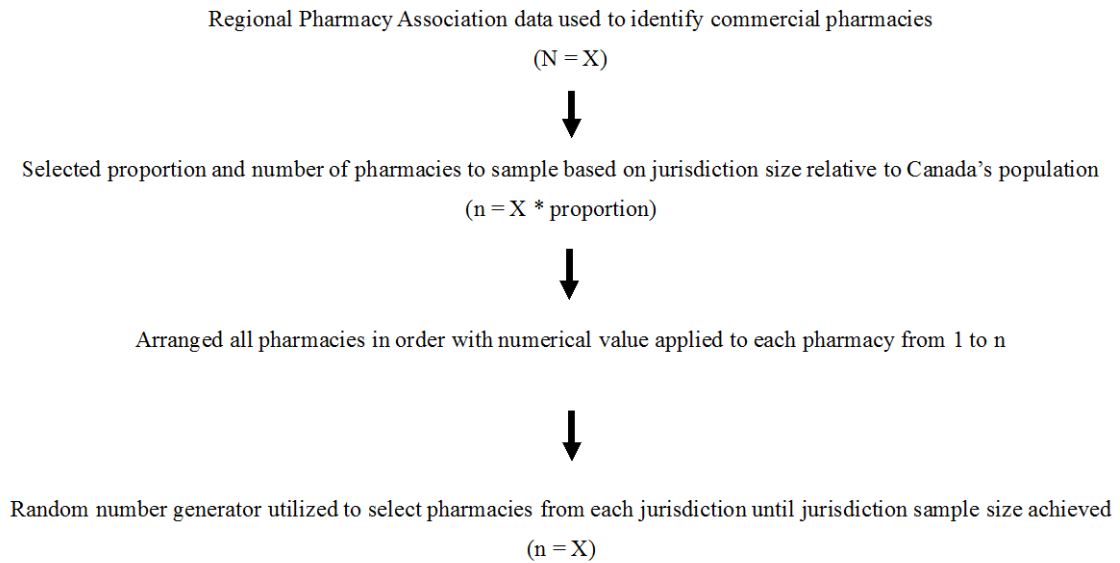 Regional Pharmacy Association data used to identify commercial pharmacies
(N = X)
Selected proportion and number of pharmacies to sample based on jurisdiction size relative to Canada’s population
(n = X * proportion)
Arranged all pharmacies in order with numerical value applied to each pharmacy from 1 to n
Random number generator utilized to select pharmacies from each jurisdiction until jurisdiction sample size achieved
(n = X)